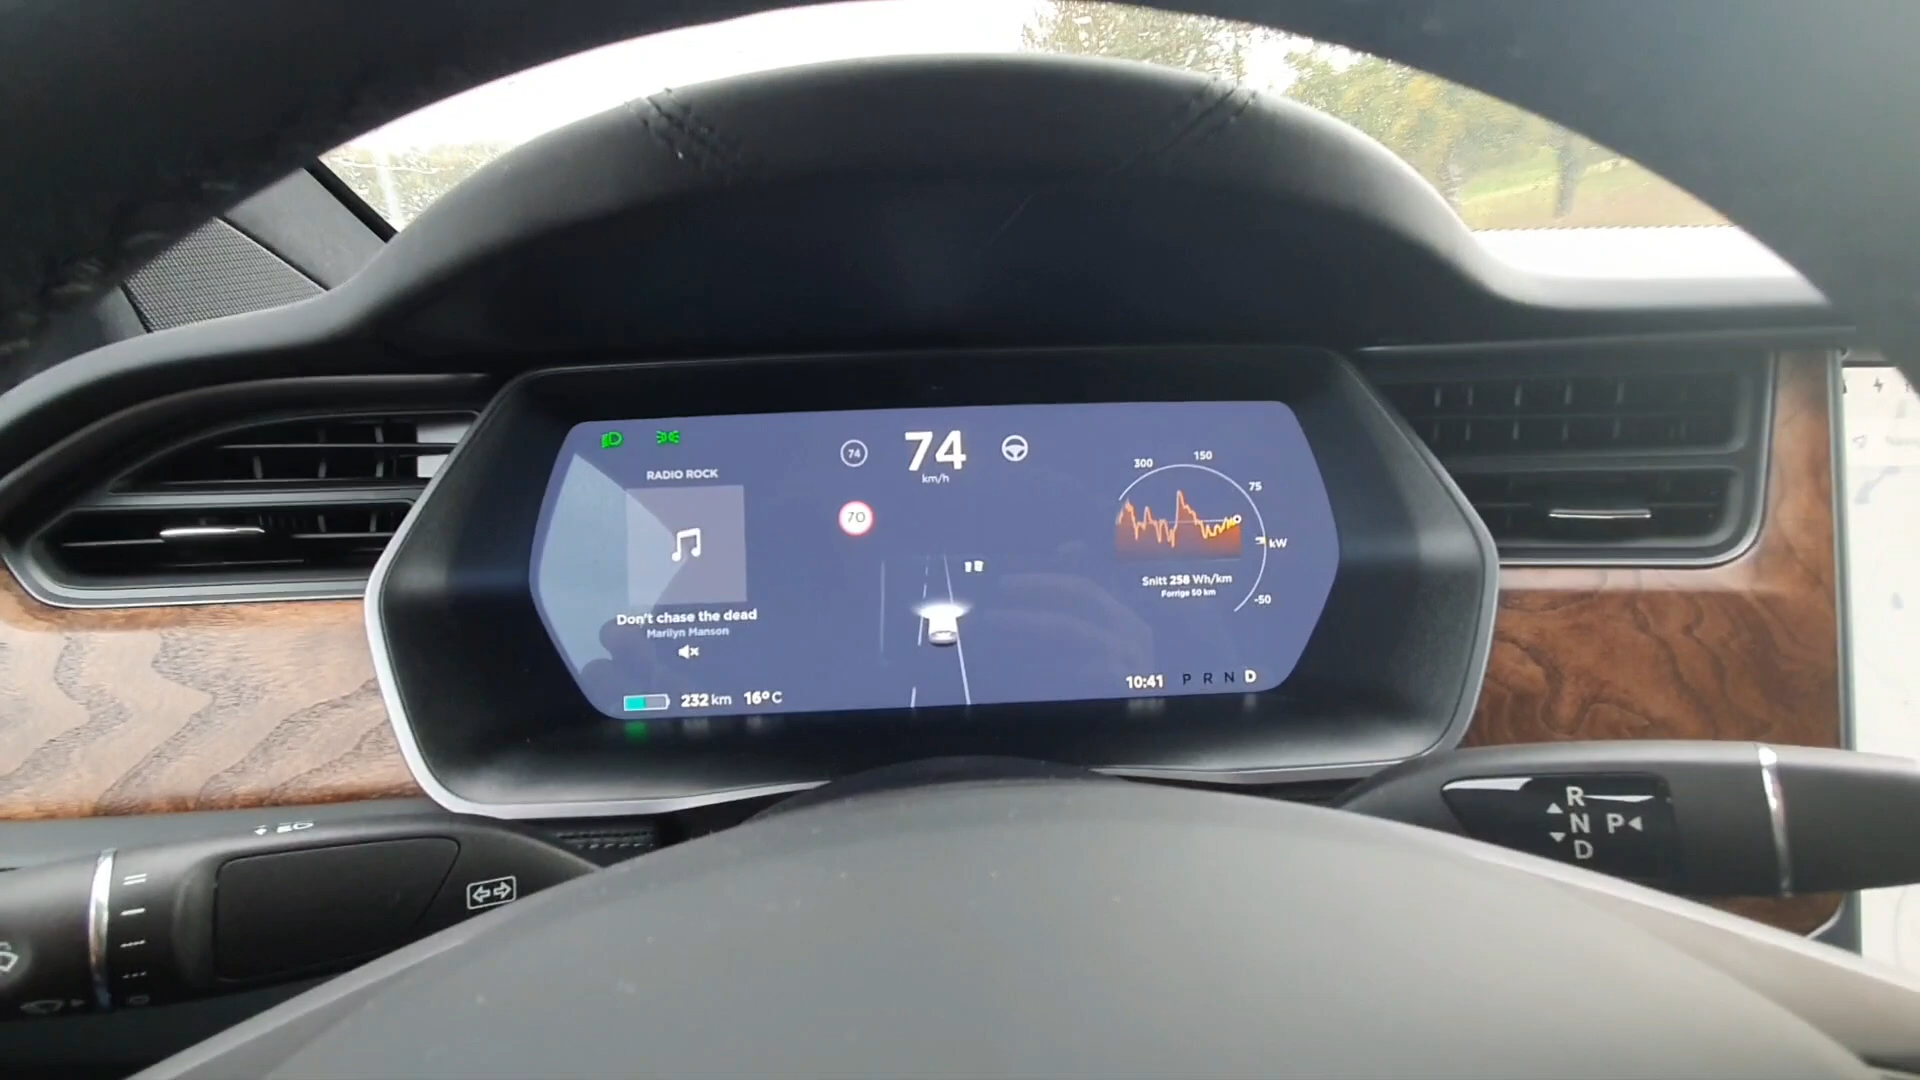 RADIO ROCK
Don't chase the dead
Marilyn Manson
232 km 16°C
74
74
km/h
70
300
150
75
kW
-50
Snitt 258 Wh/km
Forrige 50 km
10:41 P R N D
R
N P
D